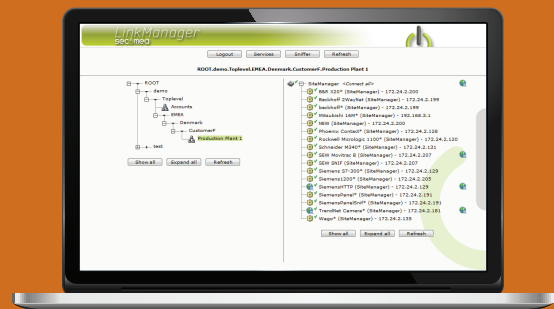 LinkManager
secomea
Logout Services Sniffer Refresh
ROOT.demo.Toplevel.EMEA.Denmark.CustomerF.Production Plant 1
ROOT
demo
Toplevel
Accounts
EMEA
Denmark
CustomerF
Production Plant 1
test
Show all Expand all Refresh
SiteManager <Connect all>
B&R X20* (SiteManager) - 172.24.2.200
Beckhoff 2WayNet (SiteManager) - 172.24.2.199
beckhoff* (SiteManager) - 172.24.2.199
Mitsubishi 16M* (SiteManager) - 192.168.3.1
NEW (SiteManager) - 172.24.2.200
Phoenix Contact* (SiteManager) - 172.24.2.128
Rockwell Micrologic 1100* (SiteManager) - 172.24.2.120
Schneider M340* (SiteManager) - 172.24.2.131
SEW Movitrac B (SiteManager) - 172.24.2.207
SEW SNIF (SiteManager) - 172.24.2.207
Siemens S7-300* (SiteManager) - 172.24.2.129
Siemens1200* (SiteManager) - 172.24.2.205
SiemensHTTP (SiteManager) - 172.24.2.129
SiemensPanel* (SiteManager) - 172.24.2.191
SiemensPanelSnif* (SiteManager) - 172.24.2.191
TrendNet Camera* (SiteManager) - 172.24.2.181
Wago* (SiteManager) - 172.24.2.135
Show all Expand all Refresh